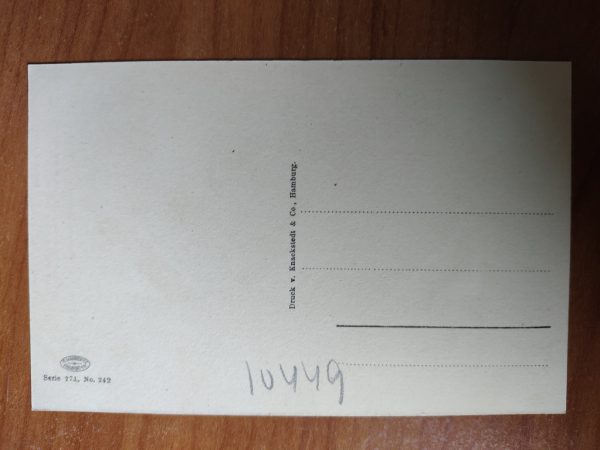 Druck v. Knackstedt & Co., Hamburg.
Serie 771, No. 242
10449